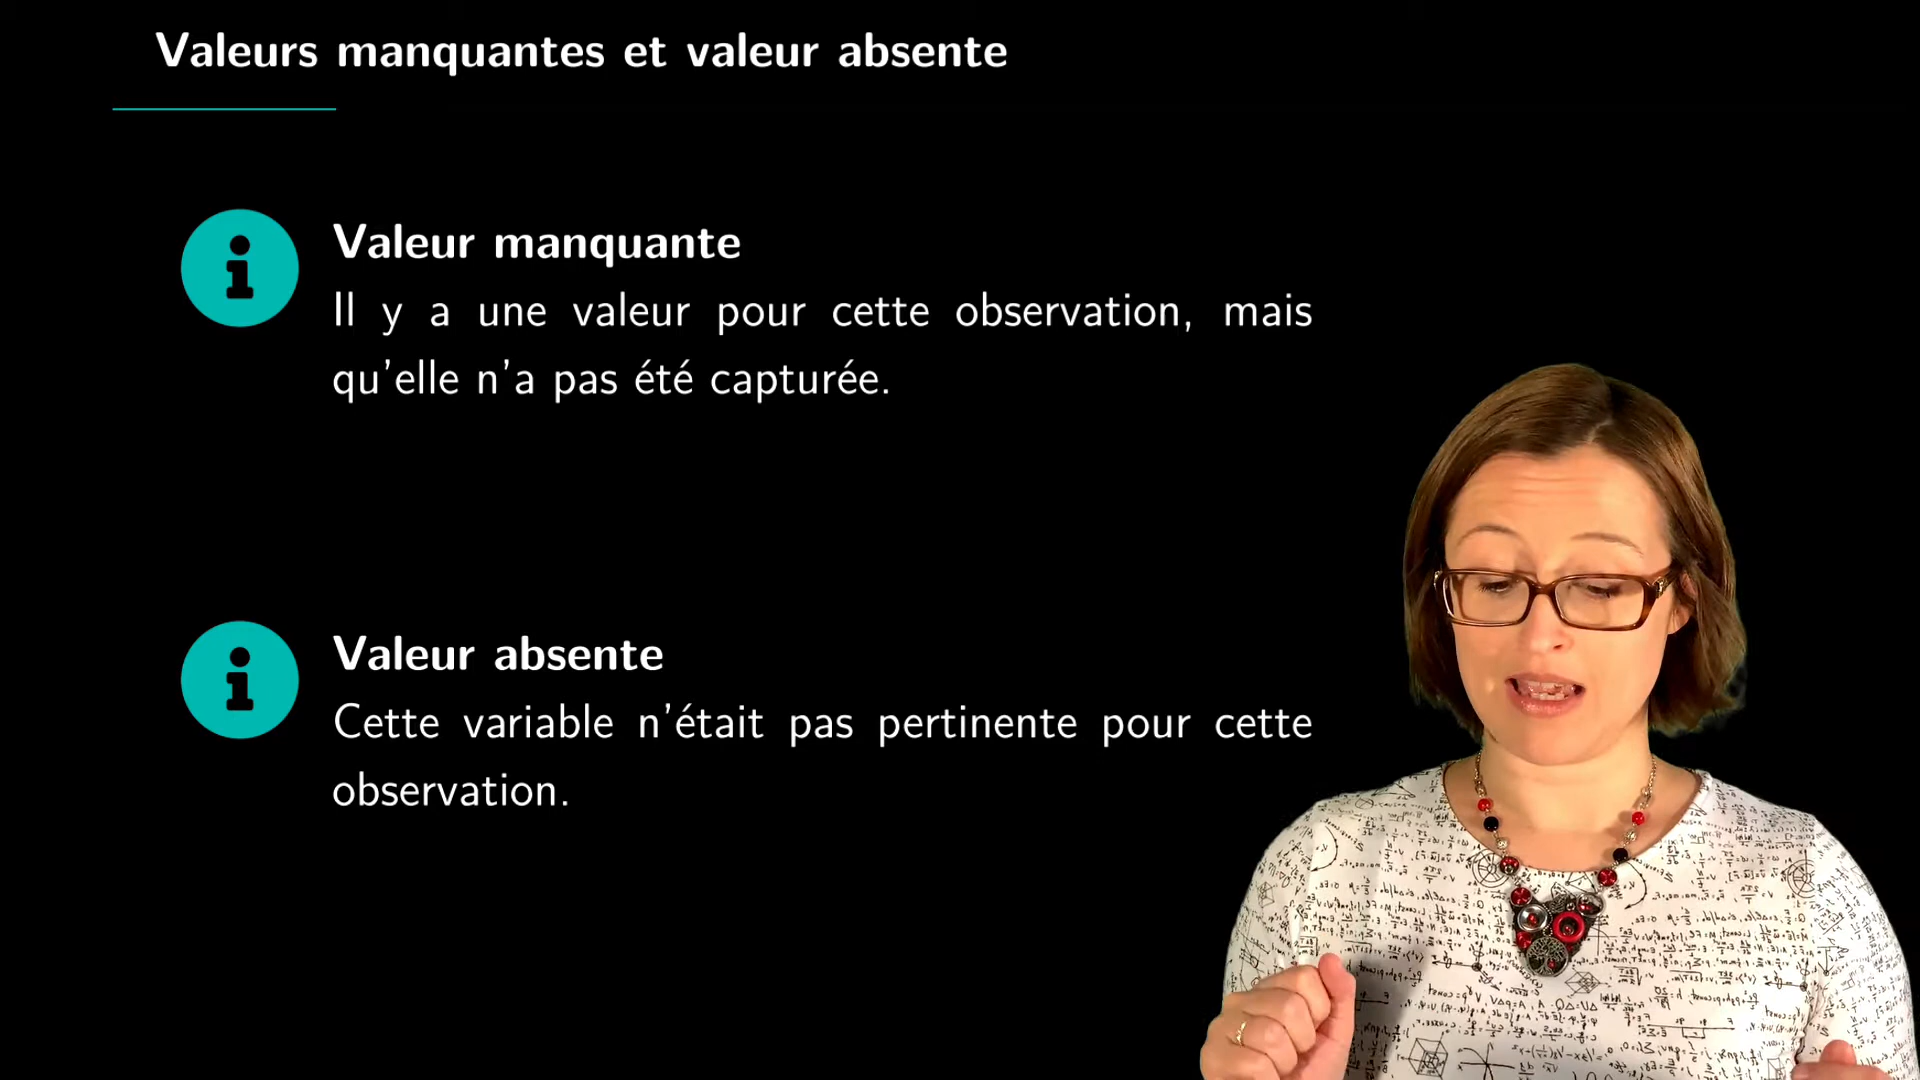 Valeurs manquantes et valeur absente
Valeur manquante
Il y a une valeur pour cette observation, mais
qu'elle n'a pas été capturée.
Valeur absente
Cette variable n'était pas pertinente pour cette
observation.